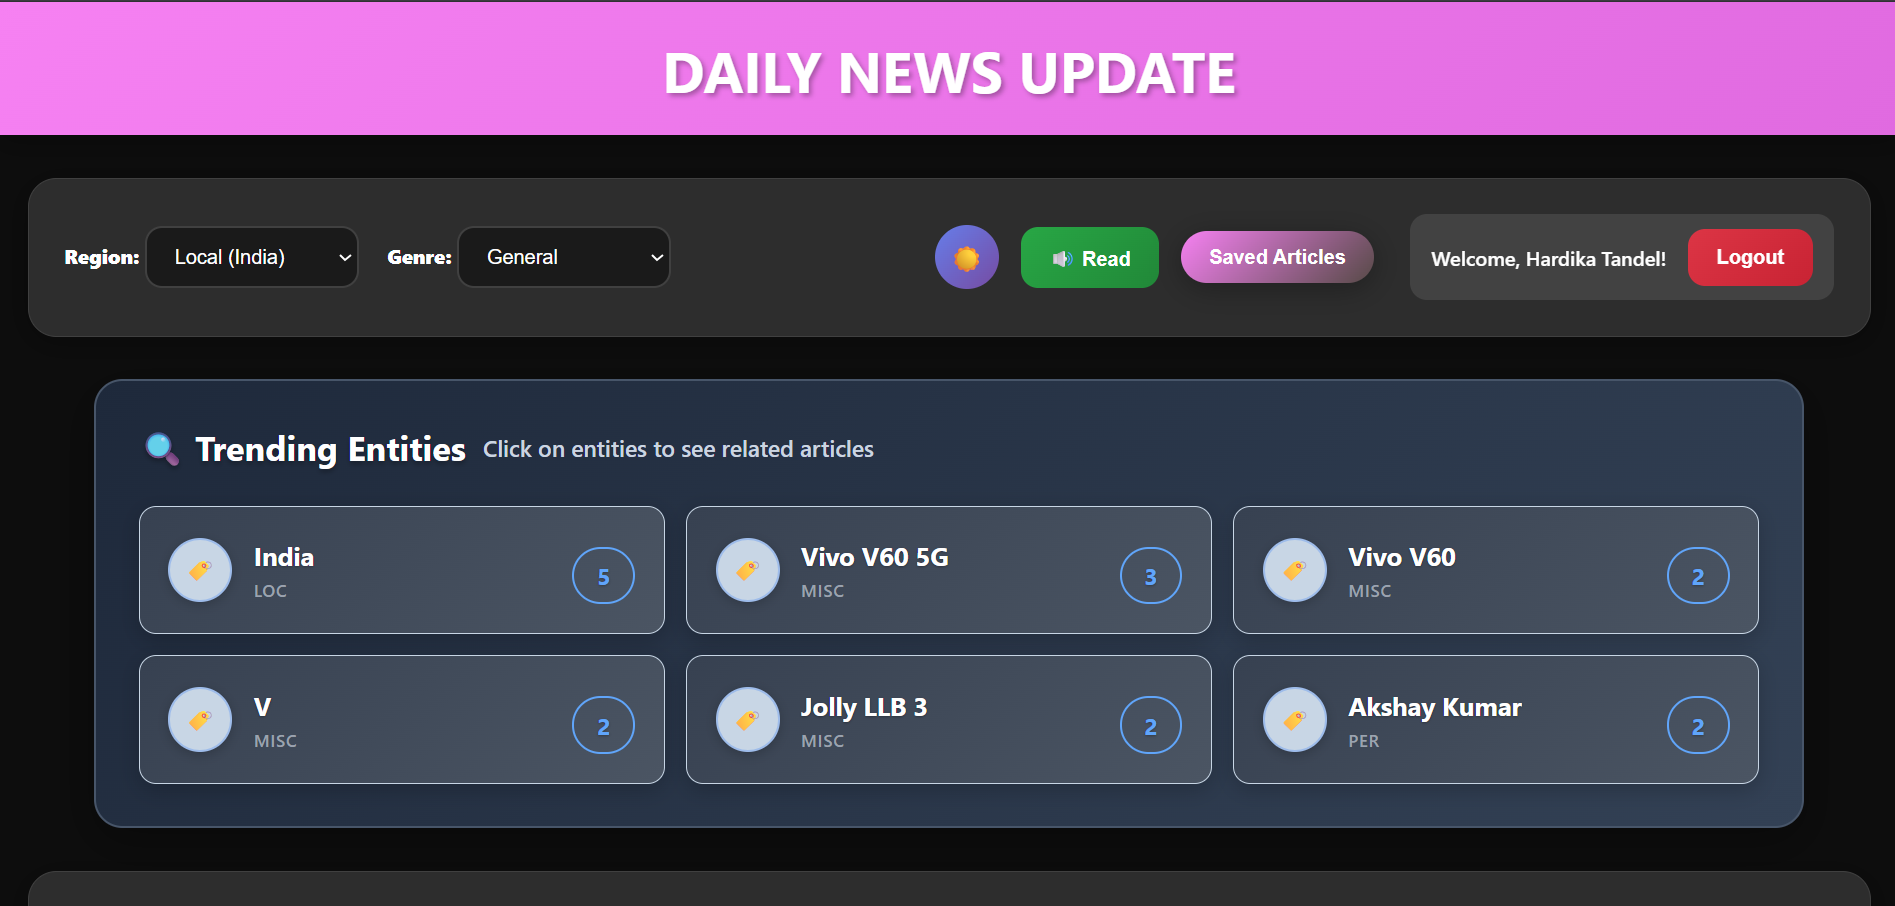 DAILY NEWS UPDATE
Region: Local (India) Genre: General Read Saved Articles Welcome, Hardika Tandel! Logout
Trending Entities Click on entities to see related articles
India
LOC
5
Vivo V60 5G
MISC
3
Vivo V60
MISC
2
V
MISC
2
Jolly LLB 3
MISC
2
Akshay Kumar
PER
2